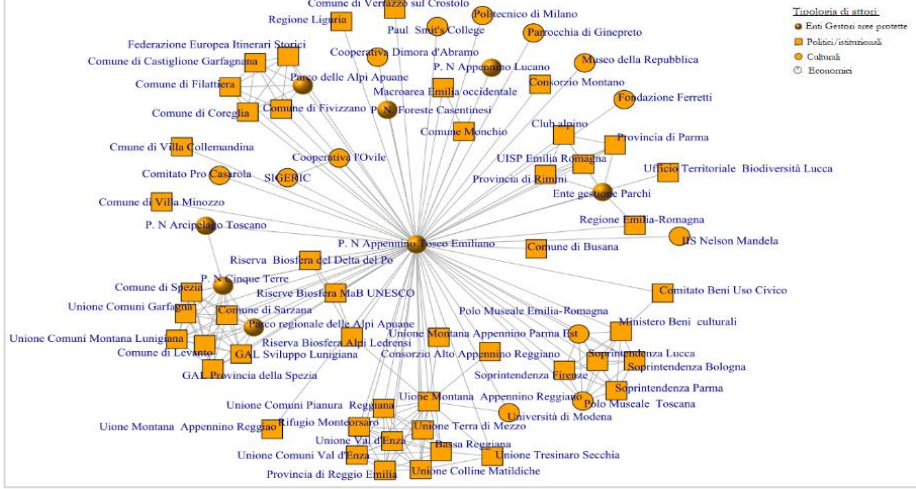 Comune di Verrazzo sul Crostolo
Regione Liguria
Politecnico di Milano
Paul Smit's College
Parrocchia di Ginepreto
Federazione Europea Itinerari Storici
Cooperativa Dimora d'Abramo
Comune di Castiglione Garfagnana
P. N Appennino Lucano
Museo della Repubblica
Parco delle Alpi Apuane
Comune di Filattiera
Macroarea Emilia occidentale
Consorzio Montano
Fondazione Ferretti
Comune di Coreglia
Comune di Fivizzano
P. N. Foreste Casentinesi
Comune Monchio
Club alpino
Provincia di Parma
Cmune di Villa Collemandina
Cooperativa l'Ovile
UISP Emilia Romagna
Comitato Pro Casarola
SIGERIC
Provincia di Rimini
Ufficio Territoriale Biodiversità Lucca
Ente gestione Parchi
Comune di Villa Minozzo
P. N Arcipelago Toscano
Regione Emilia-Romagna
IIS Nelson Mandela
P. N Appennino Tosco Emiliano
Comune di Busana
Riserva Biosfera del Delta del Po
P. N Cinque Terre
Comune di Spezia
Riserve Biosfera MaB UNESCO
Comitato Beni Uso Civico
Unione Comuni Garfagna
Comune di Sarzana
Polo Museale Emilia-Romagna
Parco regionale delle Alpi Apuane
Ministero Beni culturali
Unione Comuni Montana Lunigiana
Unione Montana Appennino Parma Est
Riserva Biosfera Alpi Ledrensi
Comune di Levanto
GAL Sviluppo Lunigiana
Consorzio Alto Appennino Reggiano
Soprintendenza Lucca
Soprintendenza Bologna
GAL Provincia della Spezia
Soprintendenza Firenze
Soprintendenza Parma
Uione Montana Appennino Reggiano
Polo Museale Toscana
Unione Comuni Pianura Reggiana
Università di Modena
Uione Montana Appennino Reggiao
Rifugio Monteorsaro
Unione Terra di Mezzo
Unione Val d'Enza
Bassa Reggiana
Unione Comuni Val d'Enza
Unione Tresinaro Secchia
Provincia di Reggio Emilia
Unione Colline Matildiche
Tipologia di attori:
Enti Gestori aree protette
Politici/istituzionali
Culturali
Economici